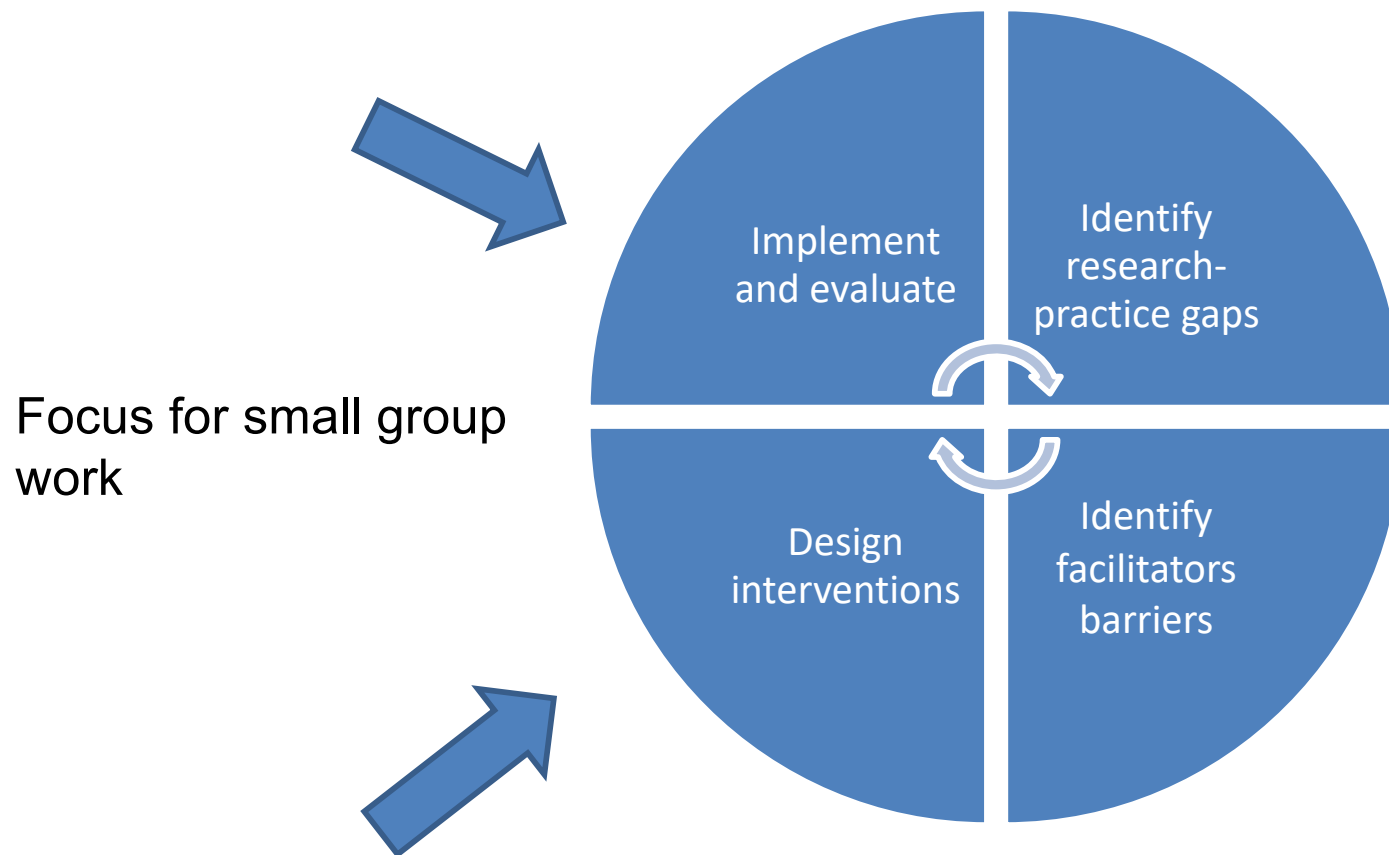 Focus for small group
work
Implement
and evaluate
Identify
research-
practice gaps
Design
interventions
Identify
facilitators
barriers